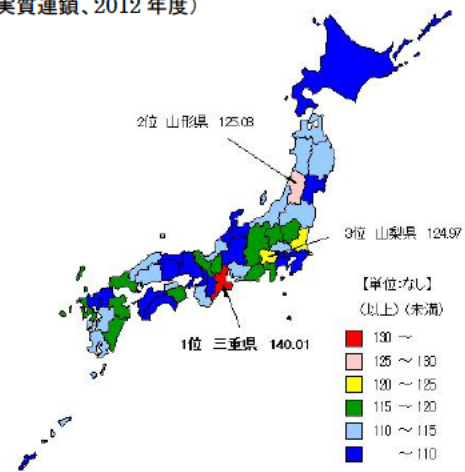 実質連鎖、2012 年度）
2位 山形県 125.03
3位 山梨県 124.97
1位 三重県 140.01
【単位:なし】
(以上) (未満)
130 ～
125 ～ 130
120 ～ 125
115 ～ 120
110 ～ 115
～ 110